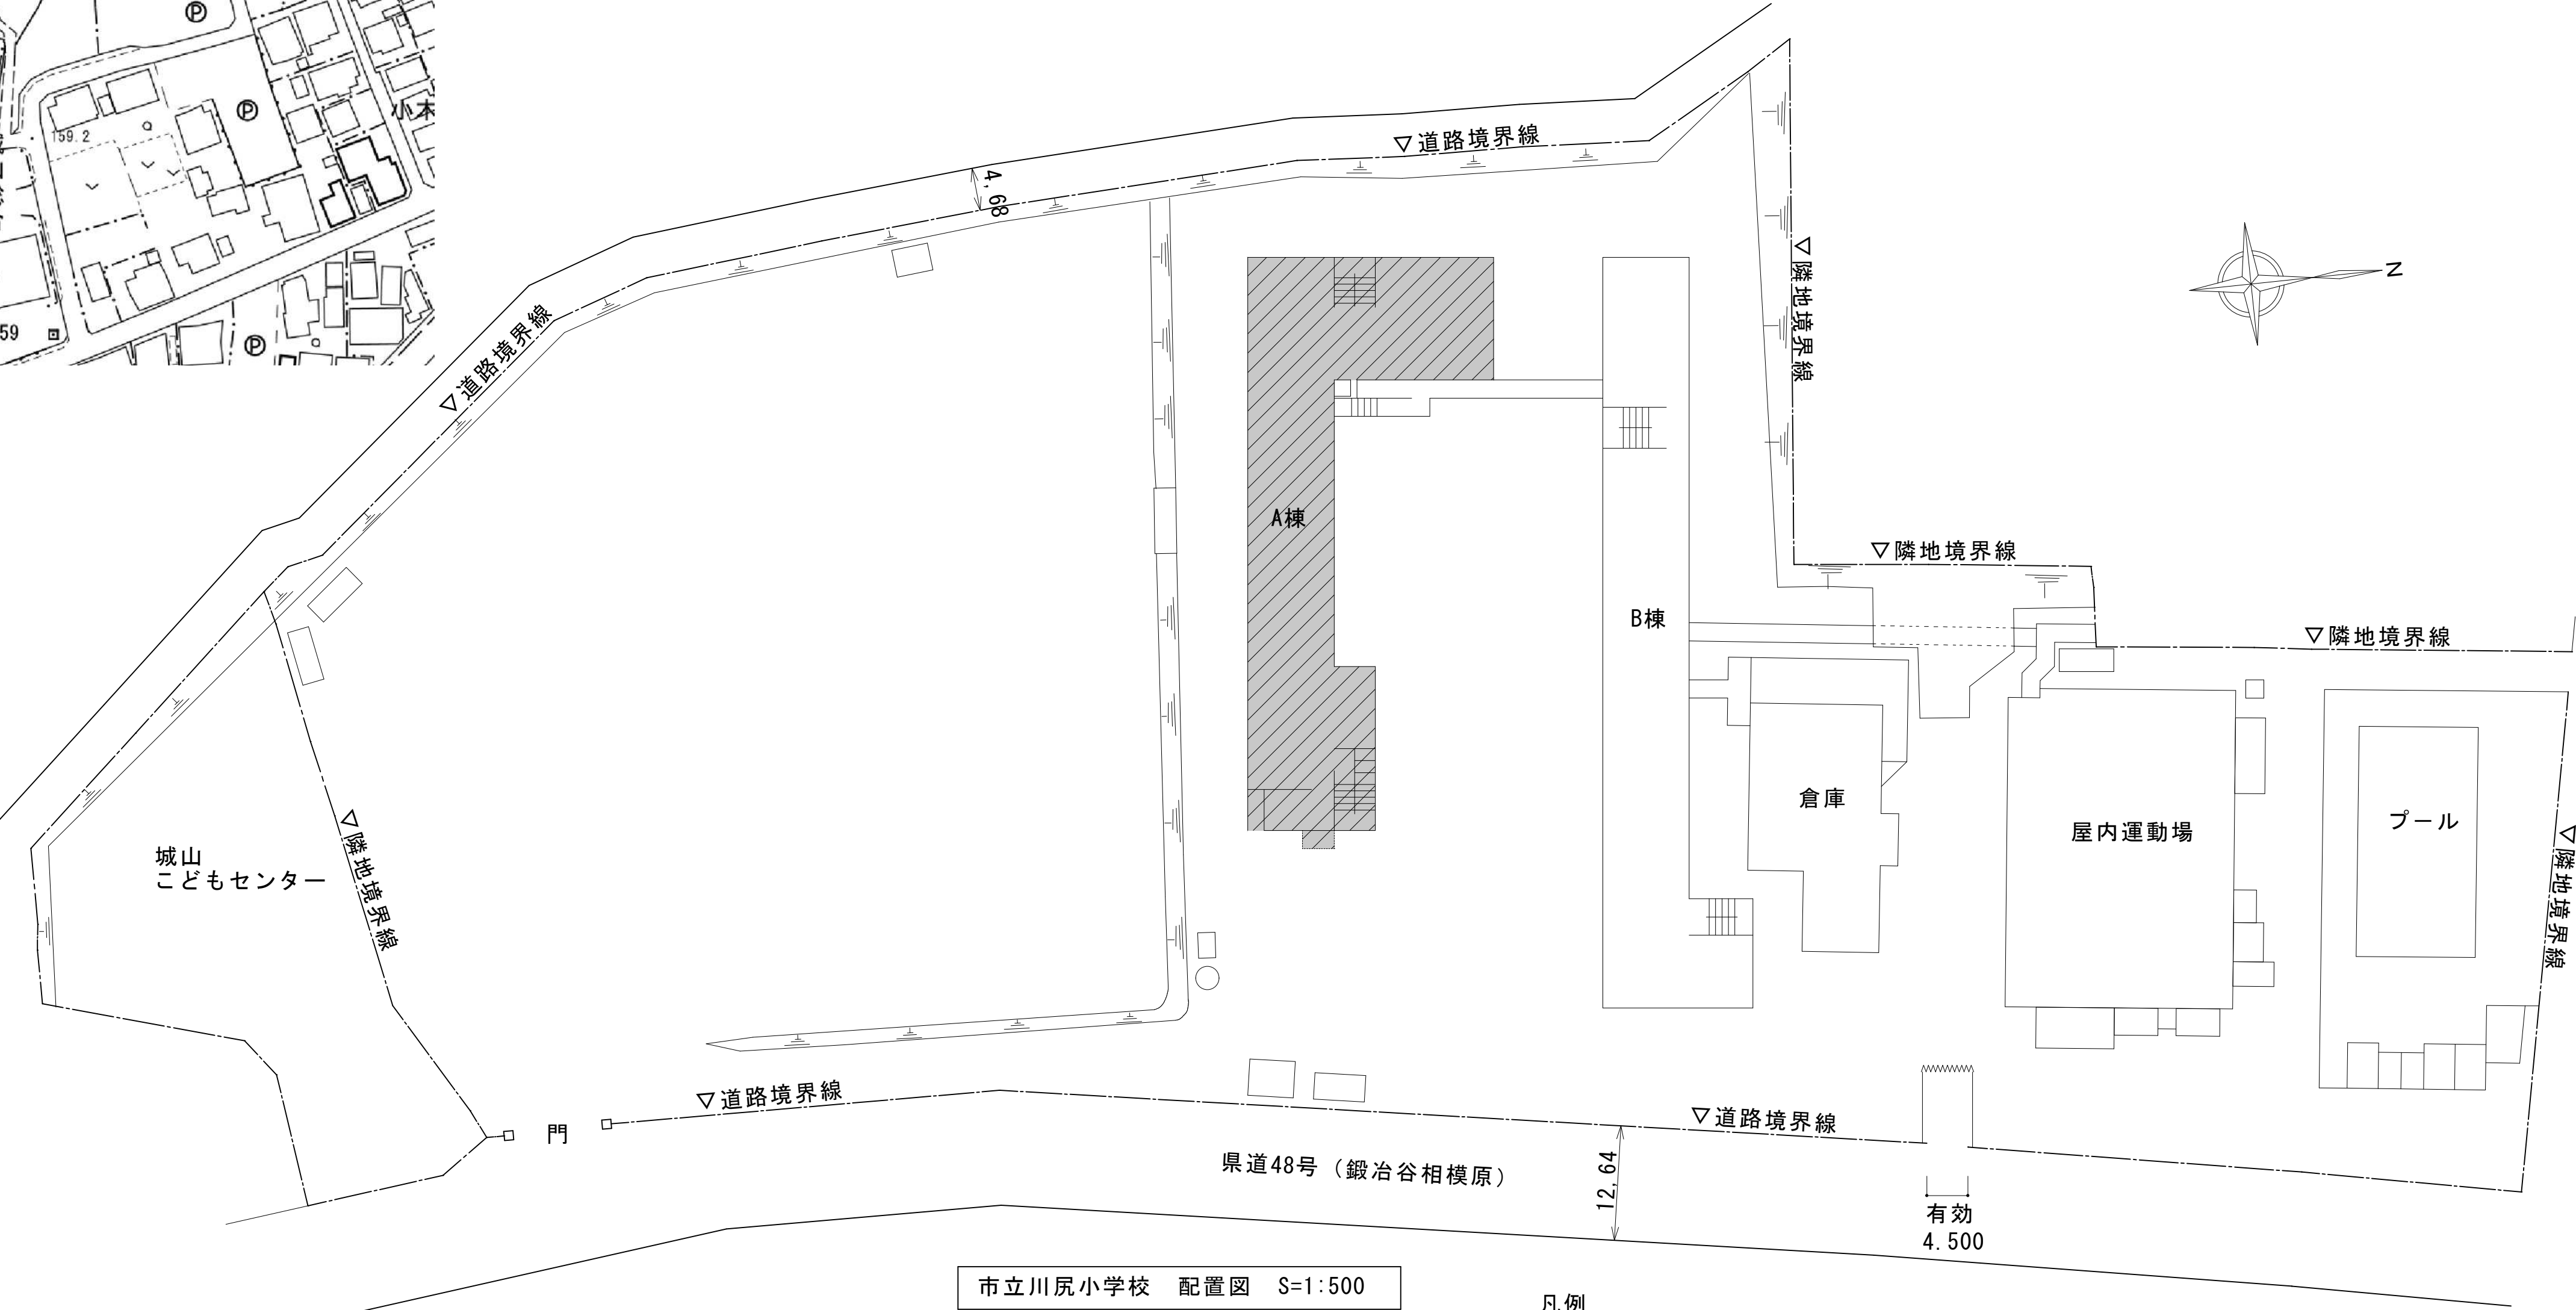 Ⓟ
Ⓟ
小本
159.2
59
Ⓟ
▽道路境界線
4,68
▽道路境界線
▽隣地境界線
N
A棟
▽隣地境界線
B棟
▽隣地境界線
倉庫
屋内運動場
プール
▽隣地境界線
城山
こどもセンター
▽隣地境界線
▽道路境界線
門
▽道路境界線
県道48号（鍛冶谷相模原）
12,64
有効
4.500
市立川尻小学校 配置図 S=1:500
凡例